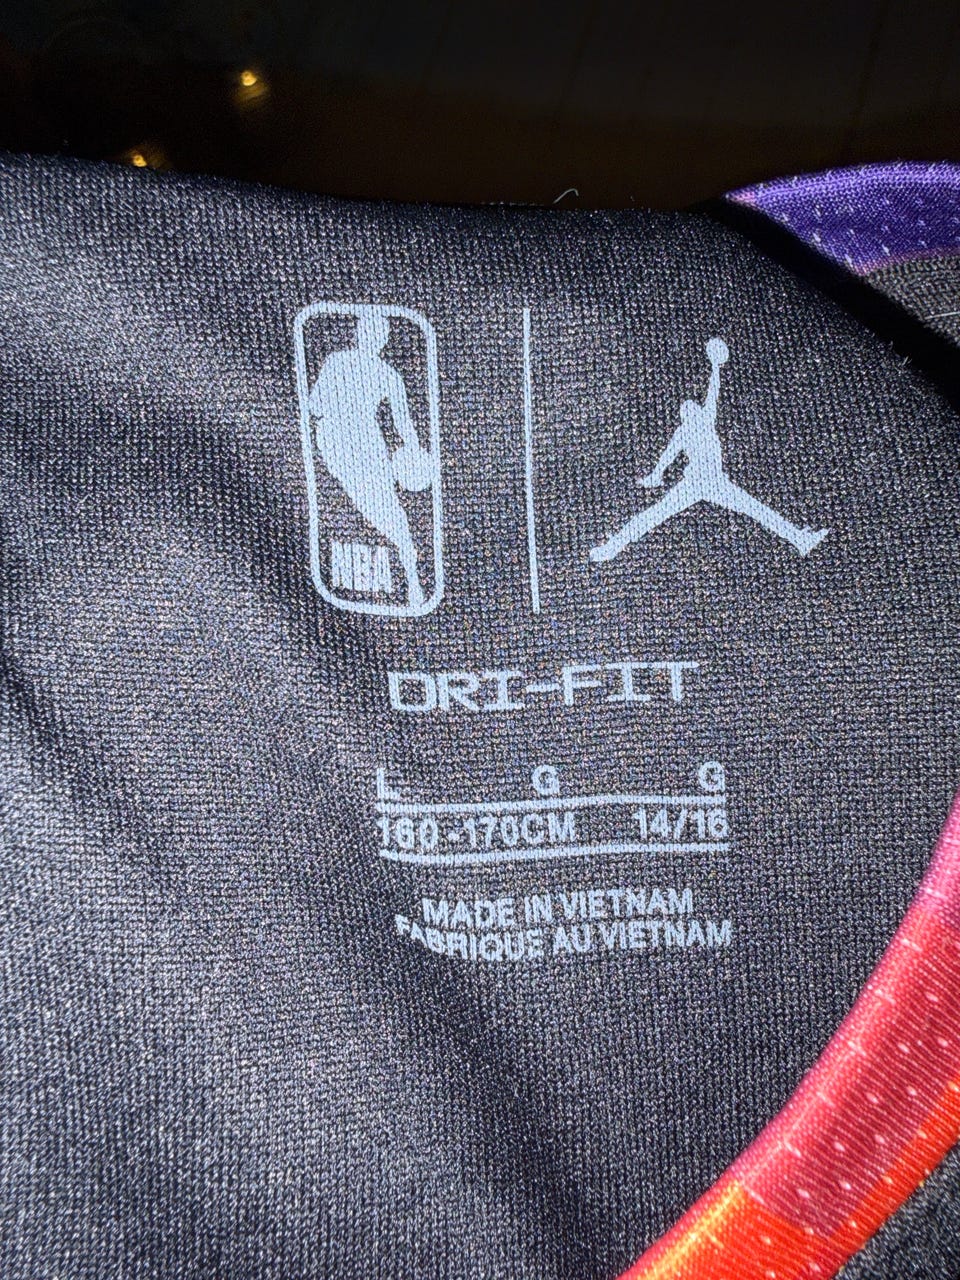 NBA
DRI-FIT
L G G
160-170CM 14/16
MADE IN VIETNAM
FABRIQUE AU VIETNAM